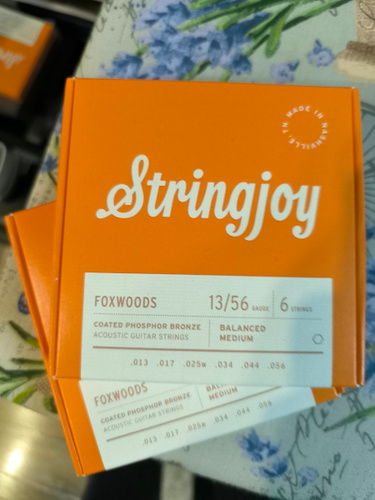 MADE IN NASHVILLE, TN
Stringjoy
FOXWOODS 13/56 GAUGE 6 STRINGS
COATED PHOSPHOR BRONZE BALANCED
ACOUSTIC GUITAR STRINGS MEDIUM
.013 .017 .025w .034 .044 .056
FOXWOODS
COATED PHOSPHOR BRONZE
ACOUSTIC GUITAR STRINGS
.013 .017 .025w .034 .044 .056